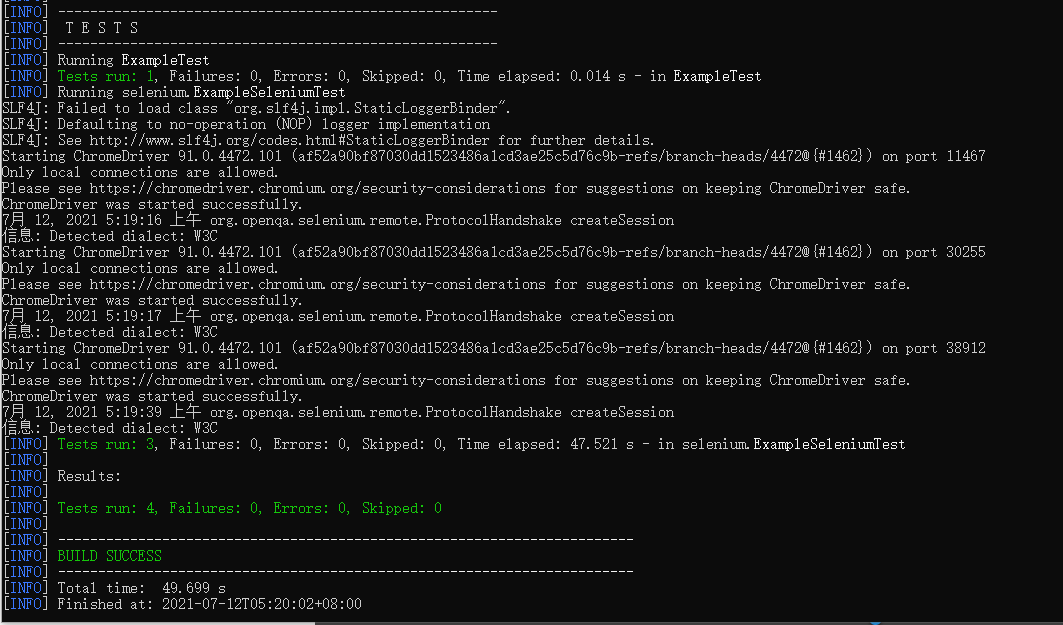 [INFO] -------------------------------------------------------
[INFO]  T E S T S
[INFO] -------------------------------------------------------
[INFO] Running ExampleTest
[INFO] Tests run: 1, Failures: 0, Errors: 0, Skipped: 0, Time elapsed: 0.014 s - in ExampleTest
[INFO] Running selenium.ExampleSeleniumTest
SLF4J: Failed to load class "org.slf4j.impl.StaticLoggerBinder".
SLF4J: Defaulting to no-operation (NOP) logger implementation
SLF4J: See http://www.slf4j.org/codes.html#StaticLoggerBinder for further details.
Starting ChromeDriver 91.0.4472.101 (af52a90bf87030dd1523486a1cd3ae25c5d76c9b-refs/branch-heads/4472@{#1462}) on port 11467
Only local connections are allowed.
Please see https://chromedriver.chromium.org/security-considerations for suggestions on keeping ChromeDriver safe.
ChromeDriver was started successfully.
7月 12, 2021 5:19:16 上午 org.openqa.selenium.remote.ProtocolHandshake createSession
信息: Detected dialect: W3C
Starting ChromeDriver 91.0.4472.101 (af52a90bf87030dd1523486a1cd3ae25c5d76c9b-refs/branch-heads/4472@{#1462}) on port 30255
Only local connections are allowed.
Please see https://chromedriver.chromium.org/security-considerations for suggestions on keeping ChromeDriver safe.
ChromeDriver was started successfully.
7月 12, 2021 5:19:17 上午 org.openqa.selenium.remote.ProtocolHandshake createSession
信息: Detected dialect: W3C
Starting ChromeDriver 91.0.4472.101 (af52a90bf87030dd1523486a1cd3ae25c5d76c9b-refs/branch-heads/4472@{#1462}) on port 38912
Only local connections are allowed.
Please see https://chromedriver.chromium.org/security-considerations for suggestions on keeping ChromeDriver safe.
ChromeDriver was started successfully.
7月 12, 2021 5:19:39 上午 org.openqa.selenium.remote.ProtocolHandshake createSession
信息: Detected dialect: W3C
[INFO] Tests run: 3, Failures: 0, Errors: 0, Skipped: 0, Time elapsed: 47.521 s - in selenium.ExampleSeleniumTest
[INFO]
[INFO] Results:
[INFO]
[INFO] Tests run: 4, Failures: 0, Errors: 0, Skipped: 0
[INFO]
[INFO] ------------------------------------------------------------------------
[INFO] BUILD SUCCESS
[INFO] ------------------------------------------------------------------------
[INFO] Total time:  49.699 s
[INFO] Finished at: 2021-07-12T05:20:02+08:00